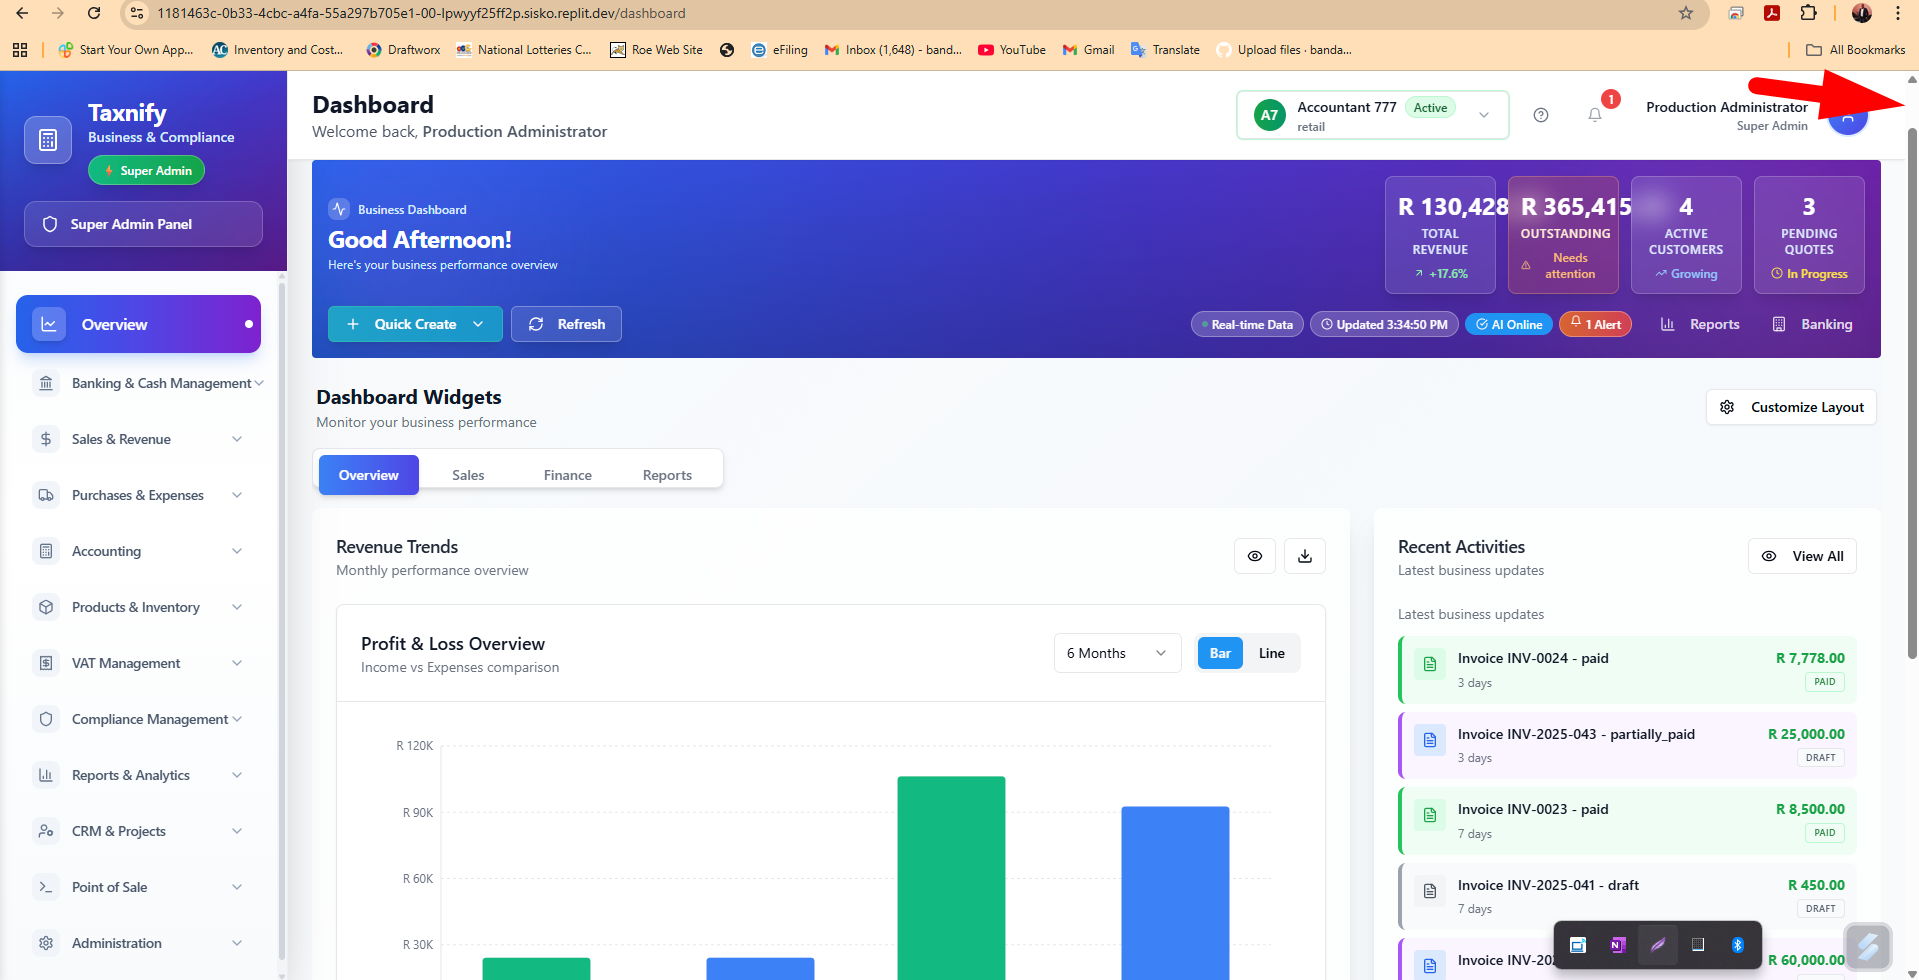 1181463c-0b33-4cbc-a4fa-55a297b705e1-00-lpwyyf25ff2p.sisko.replit.dev/dashboard
Start Your Own App...
Inventory and Cost...
Draftworx
National Lotteries C...
Roe Web Site
eFiling
Inbox (1,648) - band...
YouTube
Gmail
Translate
Upload files · banda...
All Bookmarks
Taxnify
Business & Compliance
Super Admin
Super Admin Panel
Overview
Banking & Cash Management
Sales & Revenue
Purchases & Expenses
Accounting
Products & Inventory
VAT Management
Compliance Management
Reports & Analytics
CRM & Projects
Point of Sale
Administration
Dashboard
Welcome back, Production Administrator
A7
Accountant 777
Active
retail
1
Production Administrator
Super Admin
Business Dashboard
Good Afternoon!
Here's your business performance overview
R 130,428
TOTAL
REVENUE
+17.6%
R 365,415
OUTSTANDING
Needs
attention
4
ACTIVE
CUSTOMERS
Growing
3
PENDING
QUOTES
In Progress
Quick Create
Refresh
Real-time Data
Updated 3:34:50 PM
AI Online
1 Alert
Reports
Banking
Dashboard Widgets
Monitor your business performance
Customize Layout
Overview
Sales
Finance
Reports
Revenue Trends
Monthly performance overview
Profit & Loss Overview
Income vs Expenses comparison
6 Months
Bar
Line
R 120K
R 90K
R 60K
R 30K
Recent Activities
Latest business updates
View All
Latest business updates
Invoice INV-0024 - paid
R 7,778.00
3 days
PAID
Invoice INV-2025-043 - partially_paid
R 25,000.00
3 days
DRAFT
Invoice INV-0023 - paid
R 8,500.00
7 days
PAID
Invoice INV-2025-041 - draft
R 450.00
7 days
DRAFT
Invoice INV-20
R 60,000.00